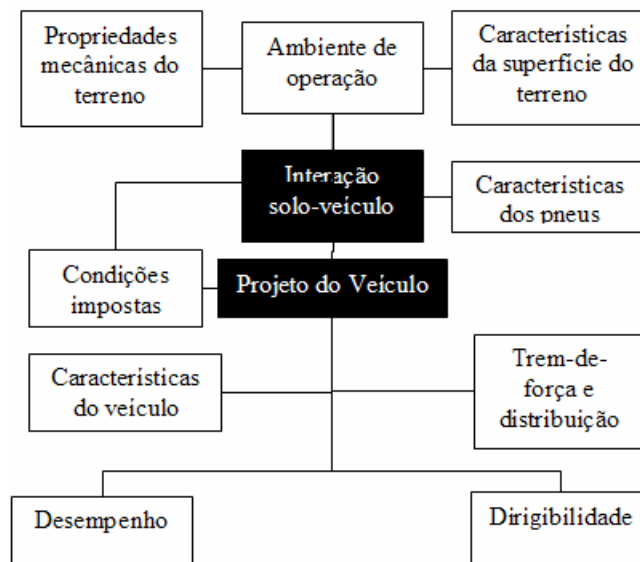 Propriedades
mecânicas do
terreno
Ambiente de
operação
Características
da superfície do
terreno
Interação
solo-veículo
Características
dos pneus
Condições
impostas
Projeto do Veículo
Características
do veículo
Trem-de-
força e
distribuição
Desempenho
Dirigibilidade